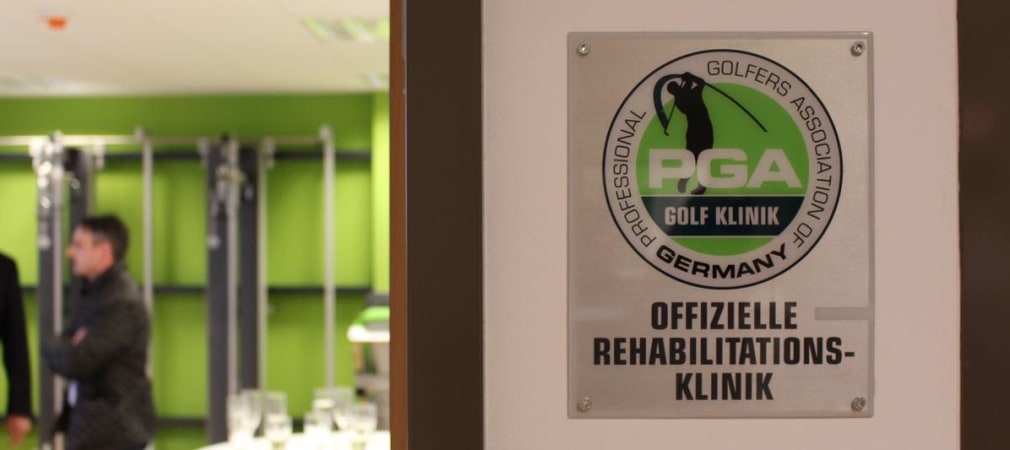 PROFESSIONAL GOLFERS ASSOCIATION OF
GERMANY
PGA
GOLF KLINIK
OFFIZIELLE
REHABILITATIONS-
KLINIK